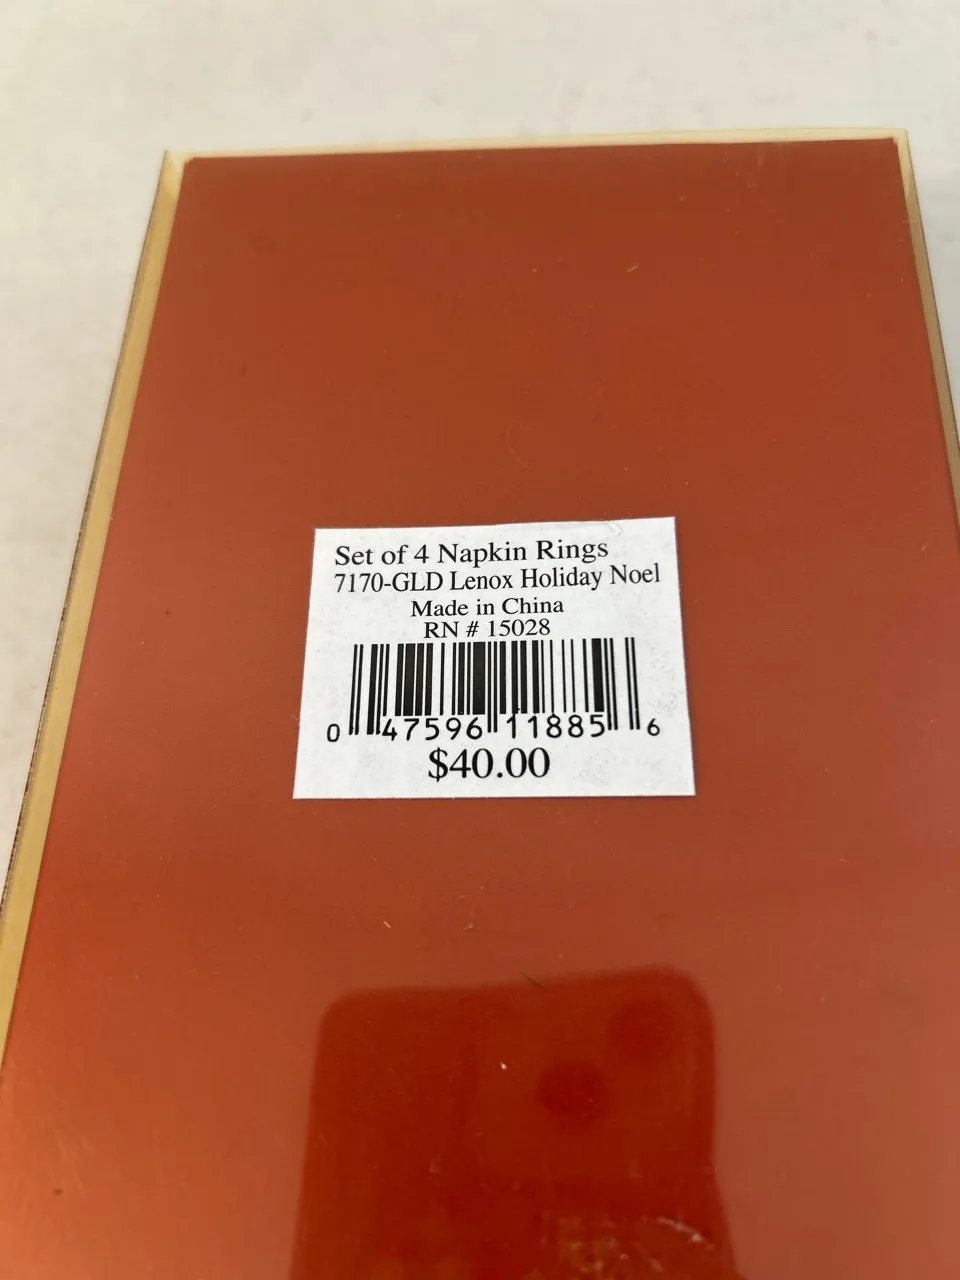 Set of 4 Napkin Rings
7170-GLD Lenox Holiday Noel
Made in China
RN # 15028
0 47596 11885 6
$40.00